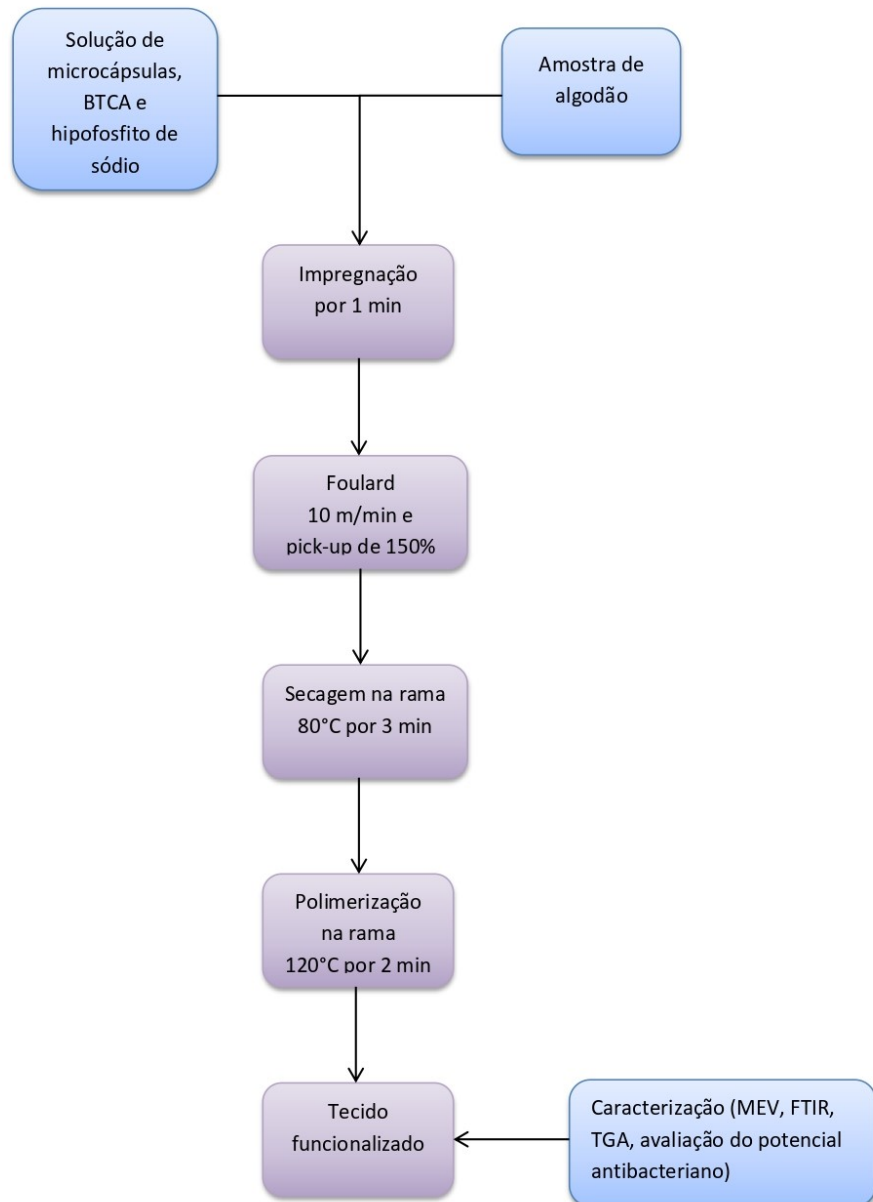 Solução de
microcápsulas,
BTCA e
hipofosfito de
sódio
Amostra de
algodão
Impregnação
por 1 min
Foulard
10 m/min e
pick-up de 150%
Secagem na rama
80°C por 3 min
Polimerização
na rama
120°C por 2 min
Tecido
funcionalizado
Caracterização (MEV, FTIR,
TGA, avaliação do potencial
antibacteriano)